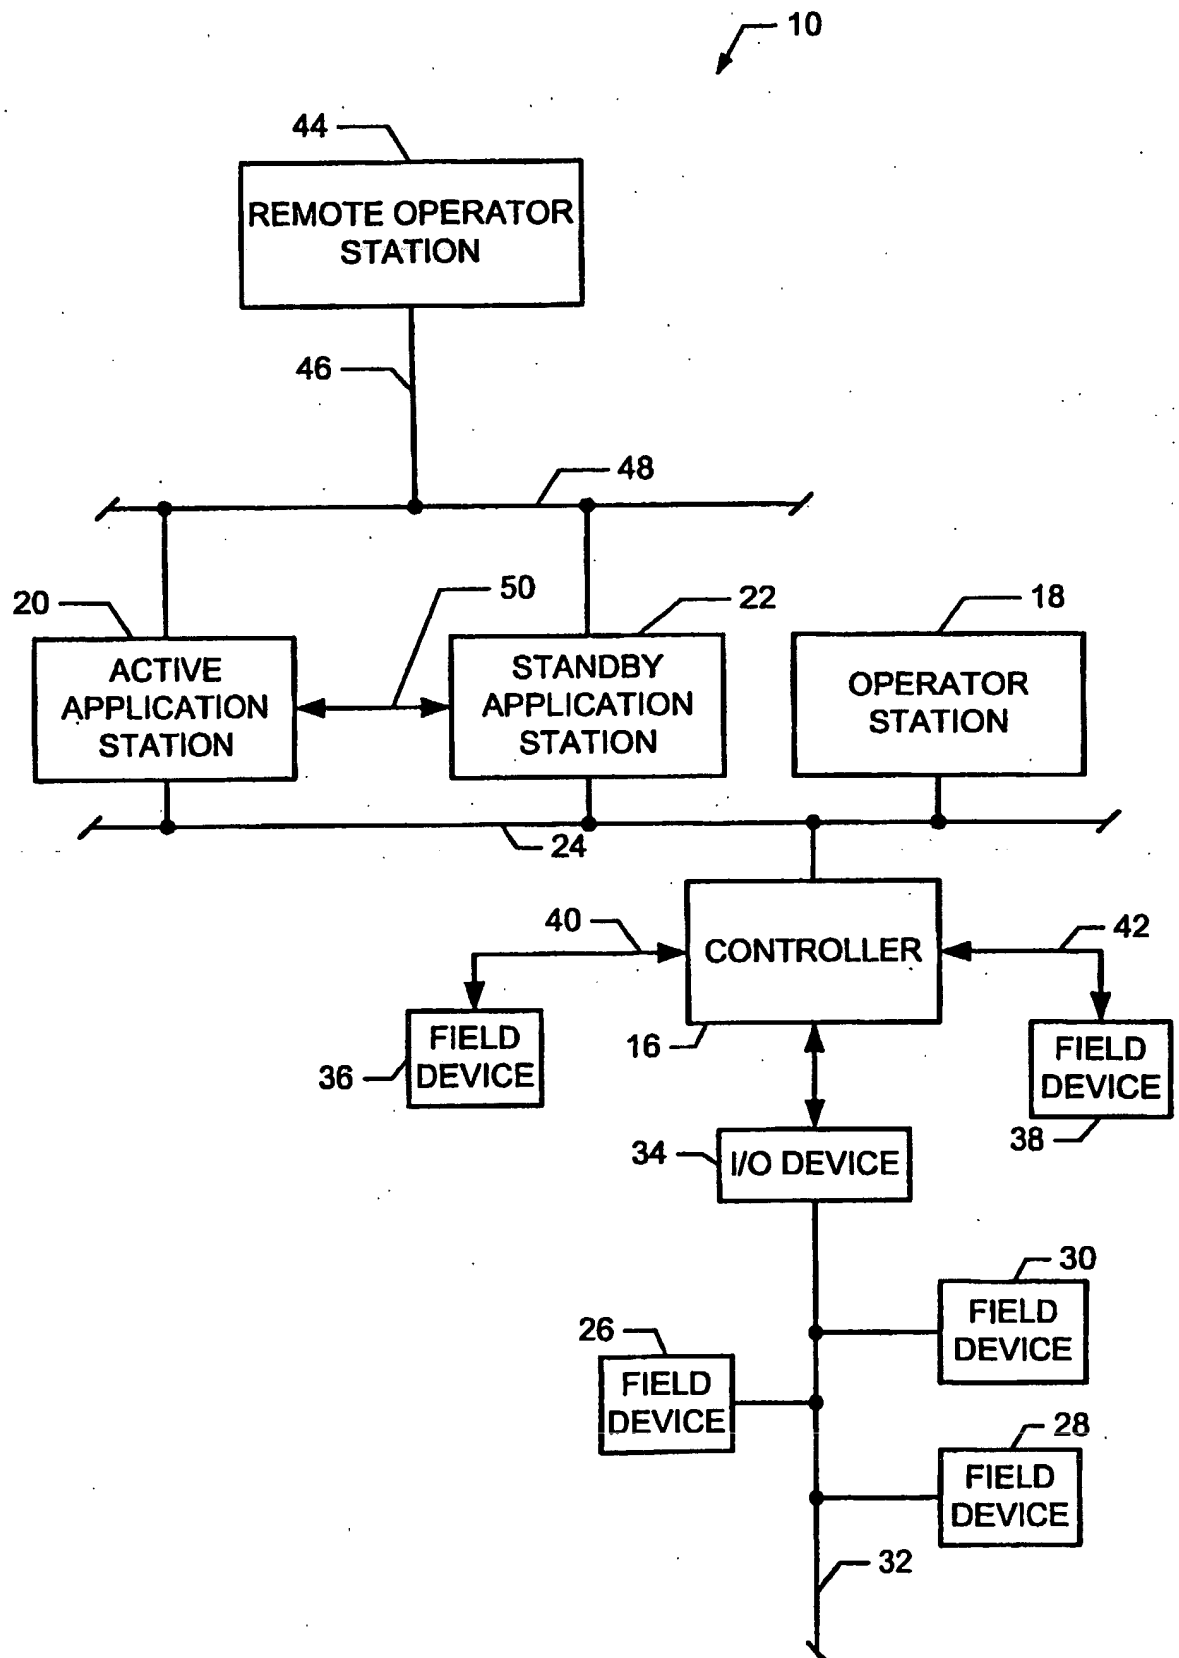 10
44
REMOTE OPERATOR
STATION
46
48
20
50
22
18
ACTIVE
APPLICATION
STATION
STANDBY
APPLICATION
STATION
OPERATOR
STATION
24
40
CONTROLLER
42
16
FIELD
DEVICE
36
FIELD
DEVICE
38
34
I/O DEVICE
30
FIELD
DEVICE
26
FIELD
DEVICE
28
FIELD
DEVICE
32